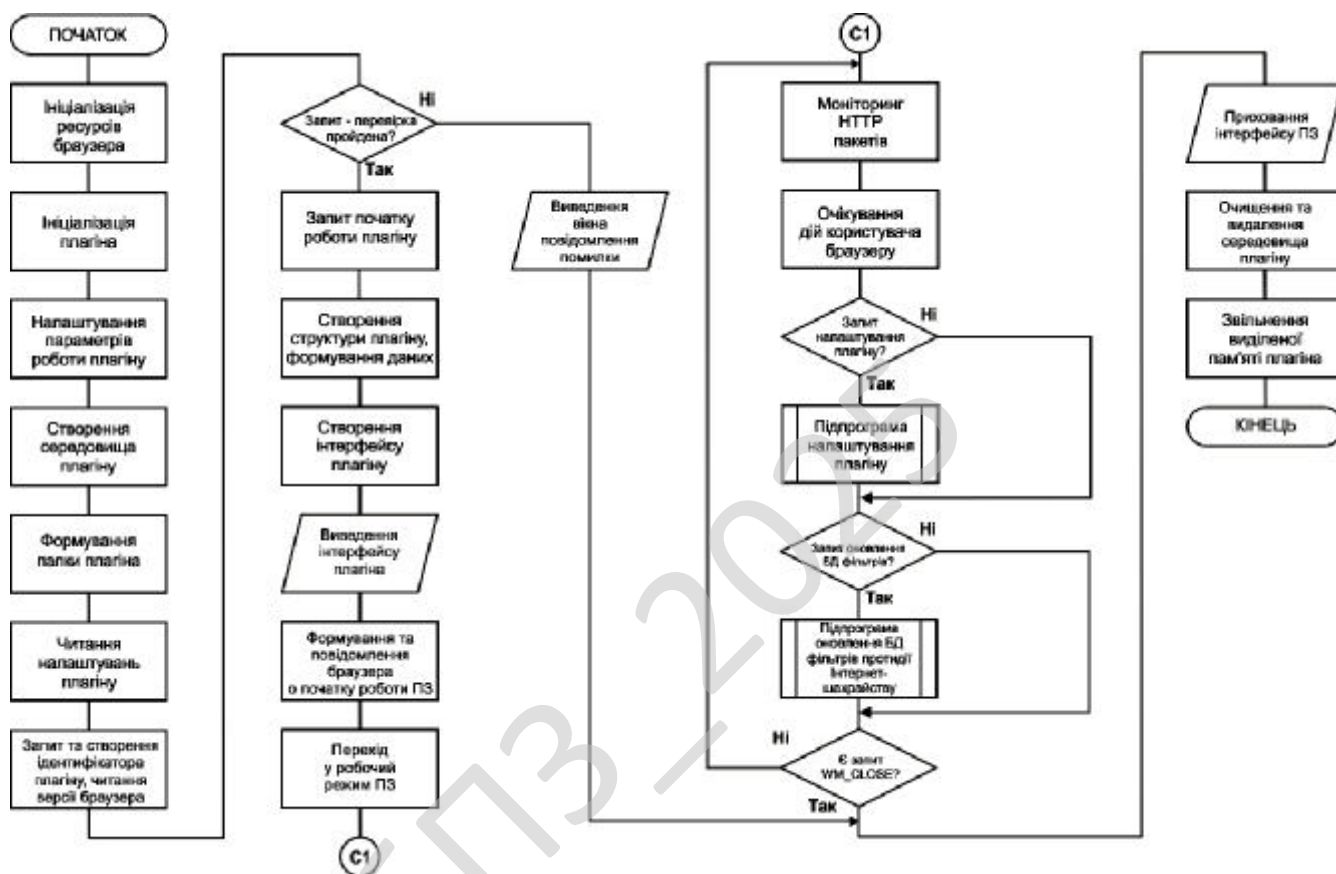 ПОЧАТОК
Ініціалізація
ресурсів
браузера
Ініціалізація
плагіна
Налаштування
параметрів
роботи плагіну
Створення
середовища
плагіну
Формування
папки плагіна
Читання
налаштувань
плагіну
Запит та створення
ідентифікатора
плагіну, читання
версії браузера
Запит - перевірка
пройдена?
Ні
Так
Запит початку
роботи плагіну
Створення
структури плагіну,
формування даних
Створення
інтерфейсу
плагіну
Виведення
інтерфейсу
плагіна
Формування та
повідомлення
браузера
о початку роботи ПЗ
Перехід
у робочий
режим ПЗ
С1
Виведення
вікна
повідомлення
помилки
С1
Моніторинг
HTTP
пакетів
Очікування
дій користувача
браузеру
Запит
налаштування
плагіну?
Ні
Так
Підпрограма
налаштування
плагіну
Запит оновлення
БД фільтрів?
Ні
Так
Підпрограма
оновлення БД
фільтрів протидії
Інтернет-
шахрайству
Є запит
WM_CLOSE?
Ні
Так
Приховання
інтерфейсу ПЗ
Очищення та
видалення
середовища
плагіну
Звільнення
виділеної
пам'яті плагіна
КІНЕЦЬ
ПЗ_2025